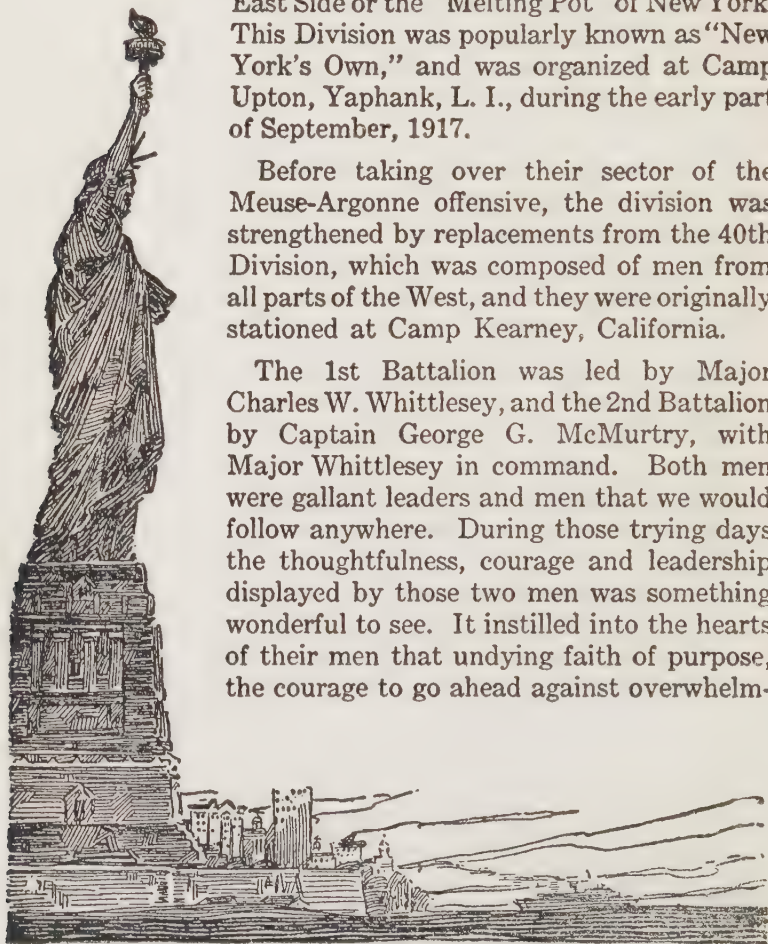 East Side or the "Melting Pot" of New York.
This Division was popularly known as "New
York's Own," and was organized at Camp
Upton, Yaphank, L. I., during the early part
of September, 1917.
Before taking over their sector of the
Meuse-Argonne offensive, the division was
strengthened by replacements from the 40th
Division, which was composed of men from
all parts of the West, and they were originally
stationed at Camp Kearney, California.
The 1st Battalion was led by Major
Charles W. Whittlesey, and the 2nd Battalion
by Captain George G. McMurtry, with
Major Whittlesey in command. Both men
were gallant leaders and men that we would
follow anywhere. During those trying days
the thoughtfulness, courage and leadership
displayed by those two men was something
wonderful to see. It instilled into the hearts
of their men that undying faith of purpose,
the courage to go ahead against overwhelm-